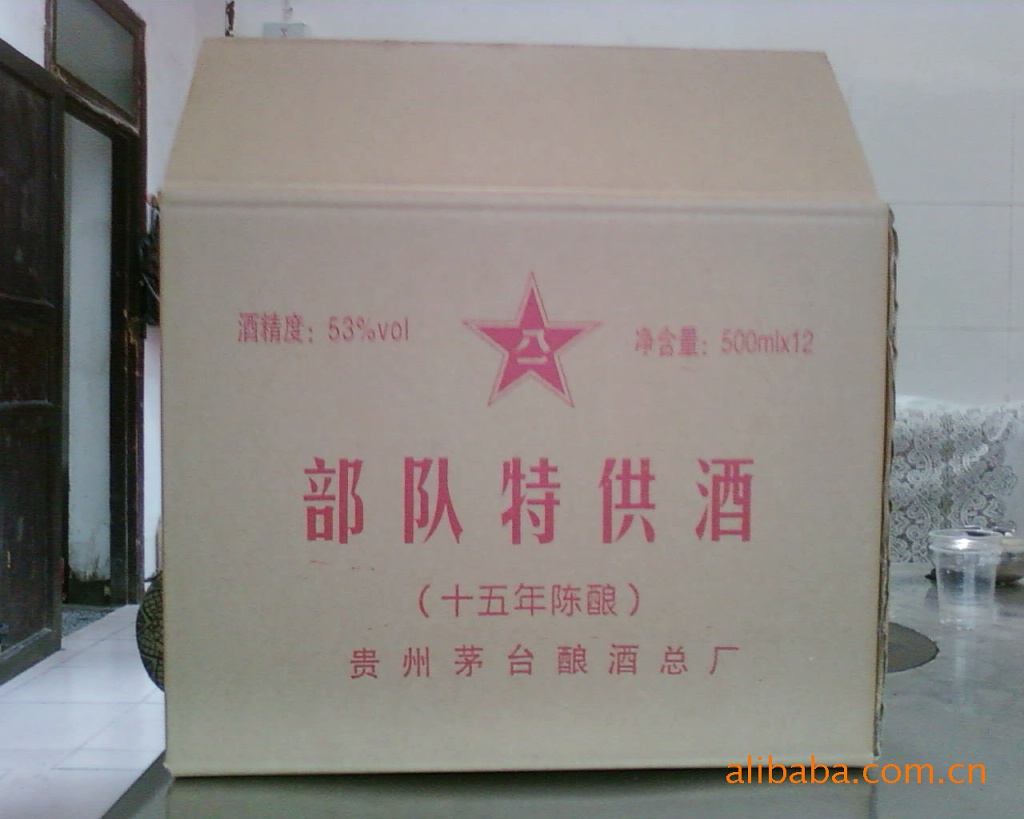 酒精度：53%vol
八一
净含量：500mlx12
部队特供酒
（十五年陈酿）
贵州茅台酿酒总厂
alibaba.com.cn